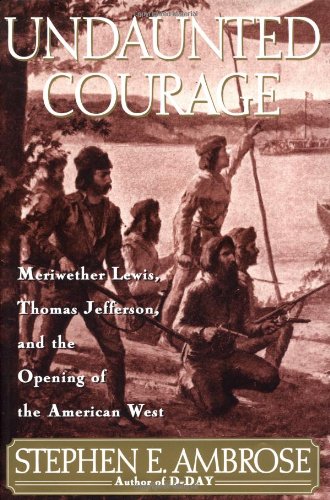 UNDAUNTED
COURAGE
Meriwether Lewis,
Thomas Jefferson,
and the
Opening of
the American West
STEPHEN E. AMBROSE
Author of D-DAY